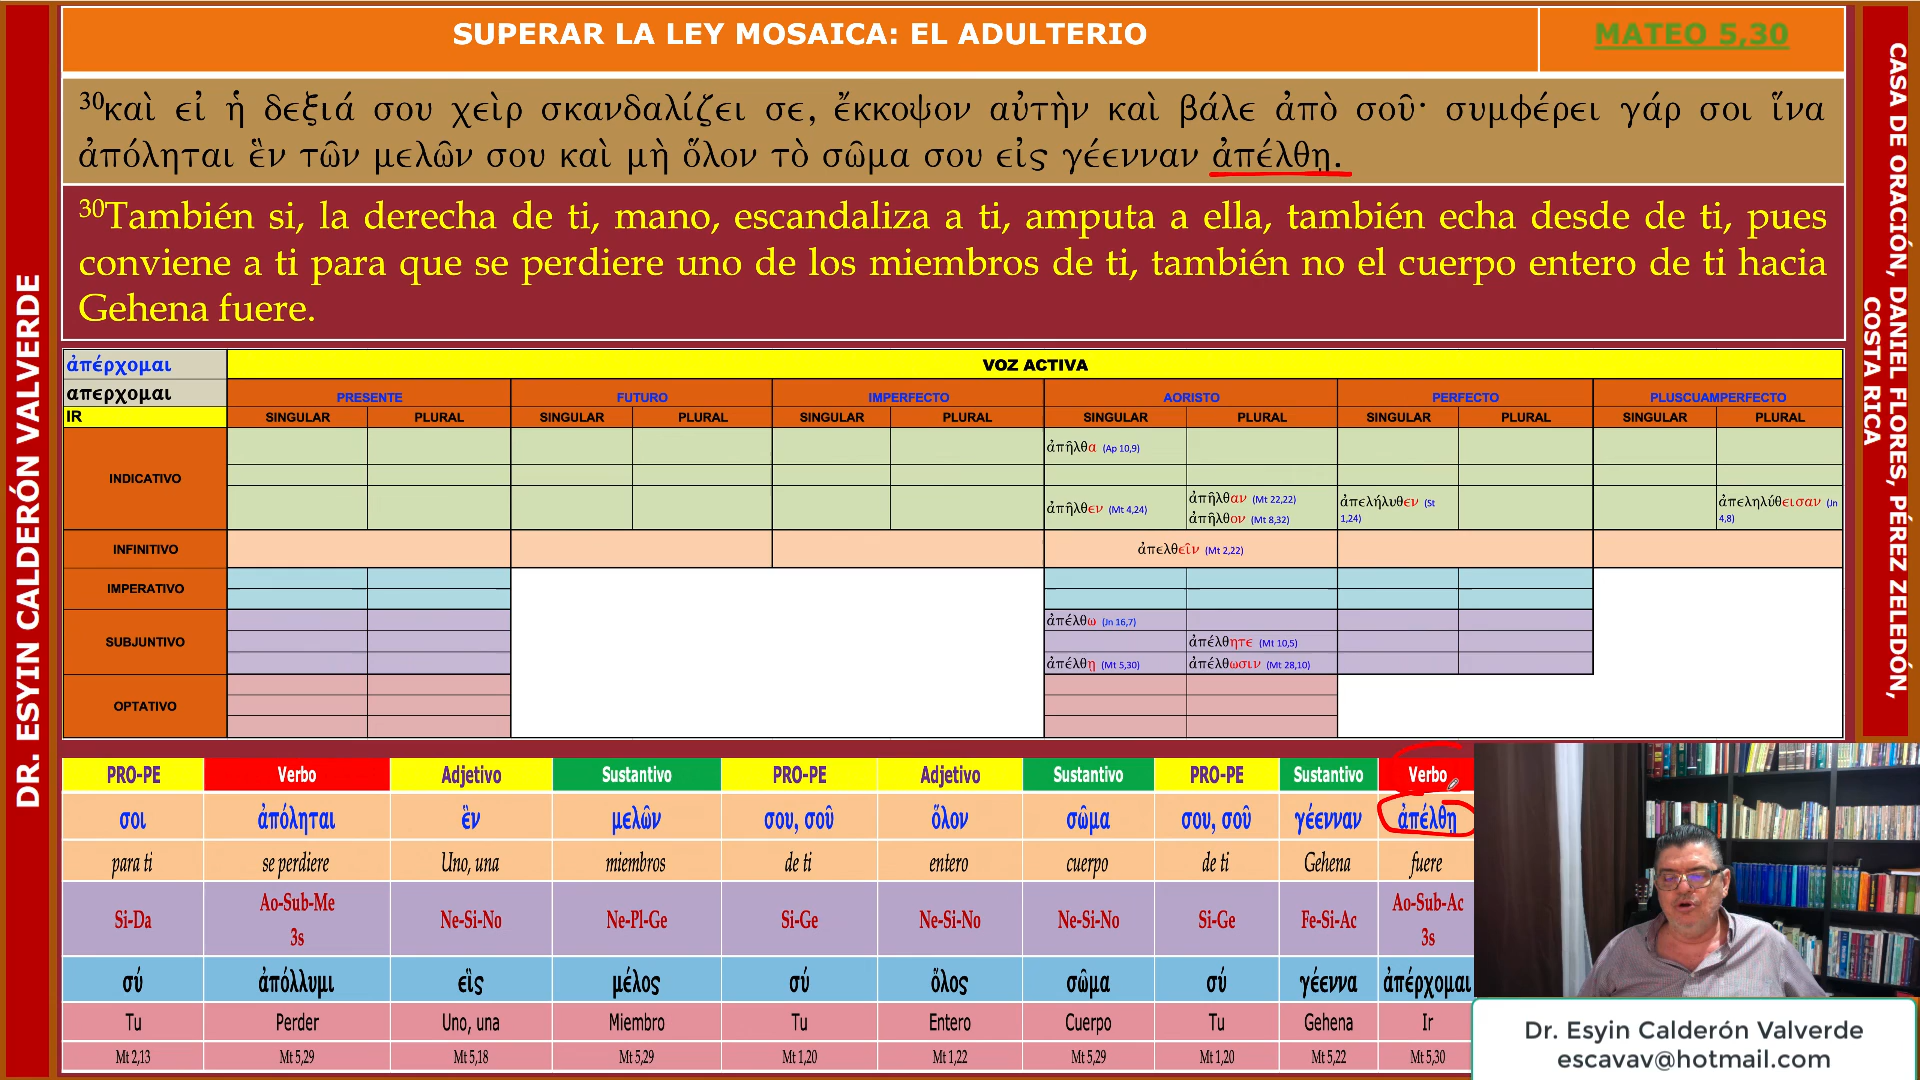 SUPERAR LA LEY MOSAICA: EL ADULTERIO
MATEO 5,30
DR. ESYIN CALDERÓN VALVERDE
CASA DE ORACIÓN, DANIEL FLORES, PÉREZ ZELEDÓN,
COSTA RICA
30καὶ εἰ ἡ δεξιά σου χεὶρ σκανδαλίζει σε, ἔκκοψον αὐτὴν καὶ βάλε ἀπὸ σοῦ· συμφέρει γάρ σοι ἵνα
ἀπόληται ἓν τῶν μελῶν σου καὶ μὴ ὅλον τὸ σῶμα σου εἰς γέενναν ἀπέλθῃ.
30También si, la derecha de ti, mano, escandaliza a ti, amputa a ella, también echa desde de ti, pues
conviene a ti para que se perdiere uno de los miembros de ti, también no el cuerpo entero de ti hacia
Gehena fuere.
ἀπέρχομαι VOZ ACTIVA
απερχομαι PRESENTE FUTURO IMPERFECTO AORISTO PERFECTO PLUSCUAMPERFECTO
IR SINGULAR PLURAL SINGULAR PLURAL SINGULAR PLURAL SINGULAR PLURAL SINGULAR PLURAL SINGULAR PLURAL
INDICATIVO
ἀπῆλθα (Ap 10,9)
ἀπῆλθεν (Mt 4,24)
ἀπῆλθαν (Mt 22,22)
ἀπῆλθον (Mt 8,32)
ἀπελήλυθεν (St
1,24)
ἀπεληλύθεισαν (Jn
4,8)
INFINITIVO ἀπελθεῖν (Mt 2,22)
IMPERATIVO
SUBJUNTIVO
ἀπέλθω (Jn 16,7)
ἀπέλθητε (Mt 10,5)
ἀπέλθῃ (Mt 5,30) ἀπέλθωσιν (Mt 28,10)
OPTATIVO
PRO-PE Verbo Adjetivo Sustantivo PRO-PE Adjetivo Sustantivo PRO-PE Sustantivo Verbo
σοι ἀπόληται ἓν μελῶν σου, σοῦ ὅλον σῶμα σου, σοῦ γέενναν ἀπέλθῃ
para ti se perdiere Uno, una miembros de ti entero cuerpo de ti Gehena fuere
Si-Da Ao-Sub-Me 3s Ne-Si-No Ne-Pl-Ge Si-Ge Ne-Si-No Ne-Si-No Si-Ge Fe-Si-Ac Ao-Sub-Ac 3s
σύ ἀπόλλυμι εἷς μέλος σύ ὅλος σῶμα σύ γέεννα ἀπέρχομαι
Tu Perder Uno, una Miembro Tu Entero Cuerpo Tu Gehena Ir
Mt 2,13 Mt 5,29 Mt 5,18 Mt 5,29 Mt 1,20 Mt 1,22 Mt 5,29 Mt 1,20 Mt 5,22 Mt 5,30
Dr. Esyin Calderón Valverde
escavav@hotmail.com